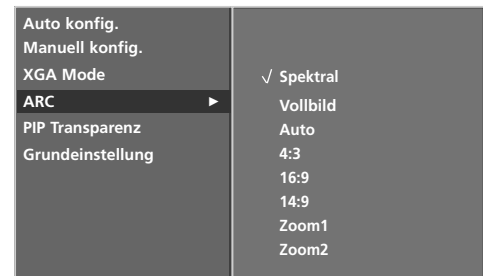 Auto konfig.
Manuell konfig.
XGA Mode
ARC ►
PIP Transparenz
Grundeinstellung
√ Spektral
Vollbild
Auto
4:3
16:9
14:9
Zoom1
Zoom2